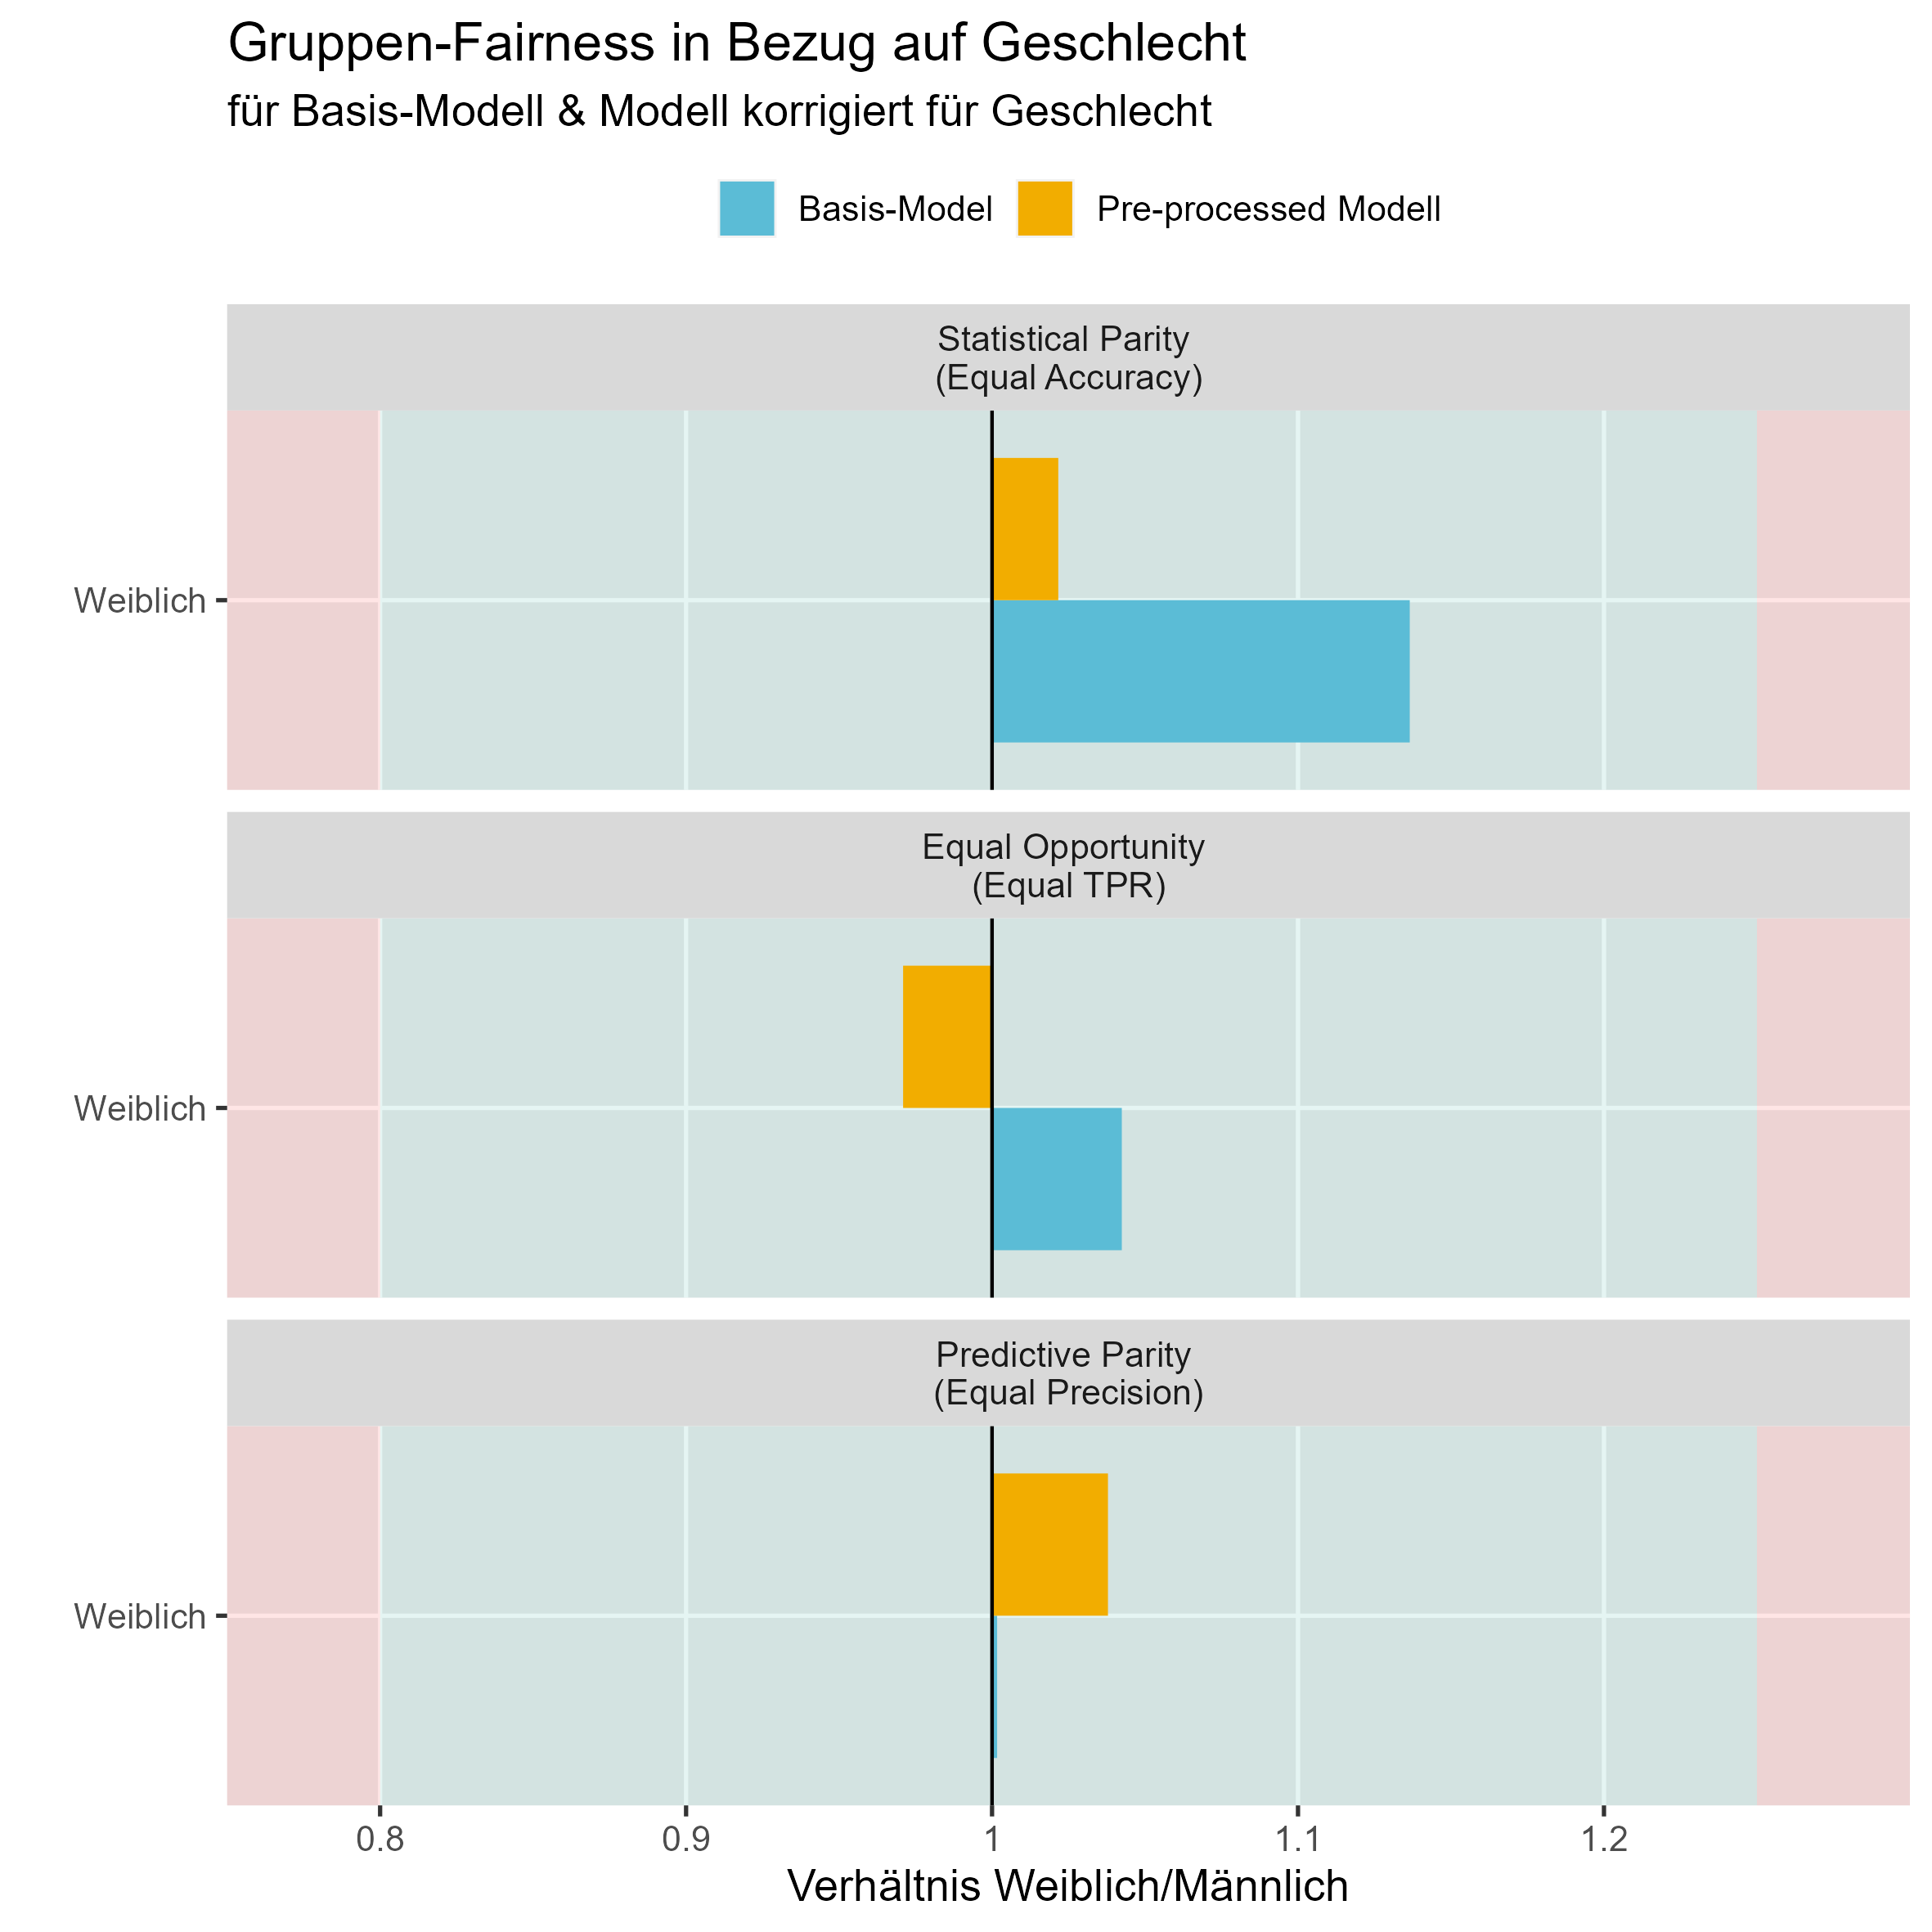 Gruppen-Fairness in Bezug auf Geschlecht
für Basis-Modell & Modell korrigiert für Geschlecht
Basis-Model Pre-processed Modell
Statistical Parity
(Equal Accuracy)
Weiblich
Equal Opportunity
(Equal TPR)
Weiblich
Predictive Parity
(Equal Precision)
Weiblich
0.8 0.9 1 1.1 1.2
Verhältnis Weiblich/Männlich